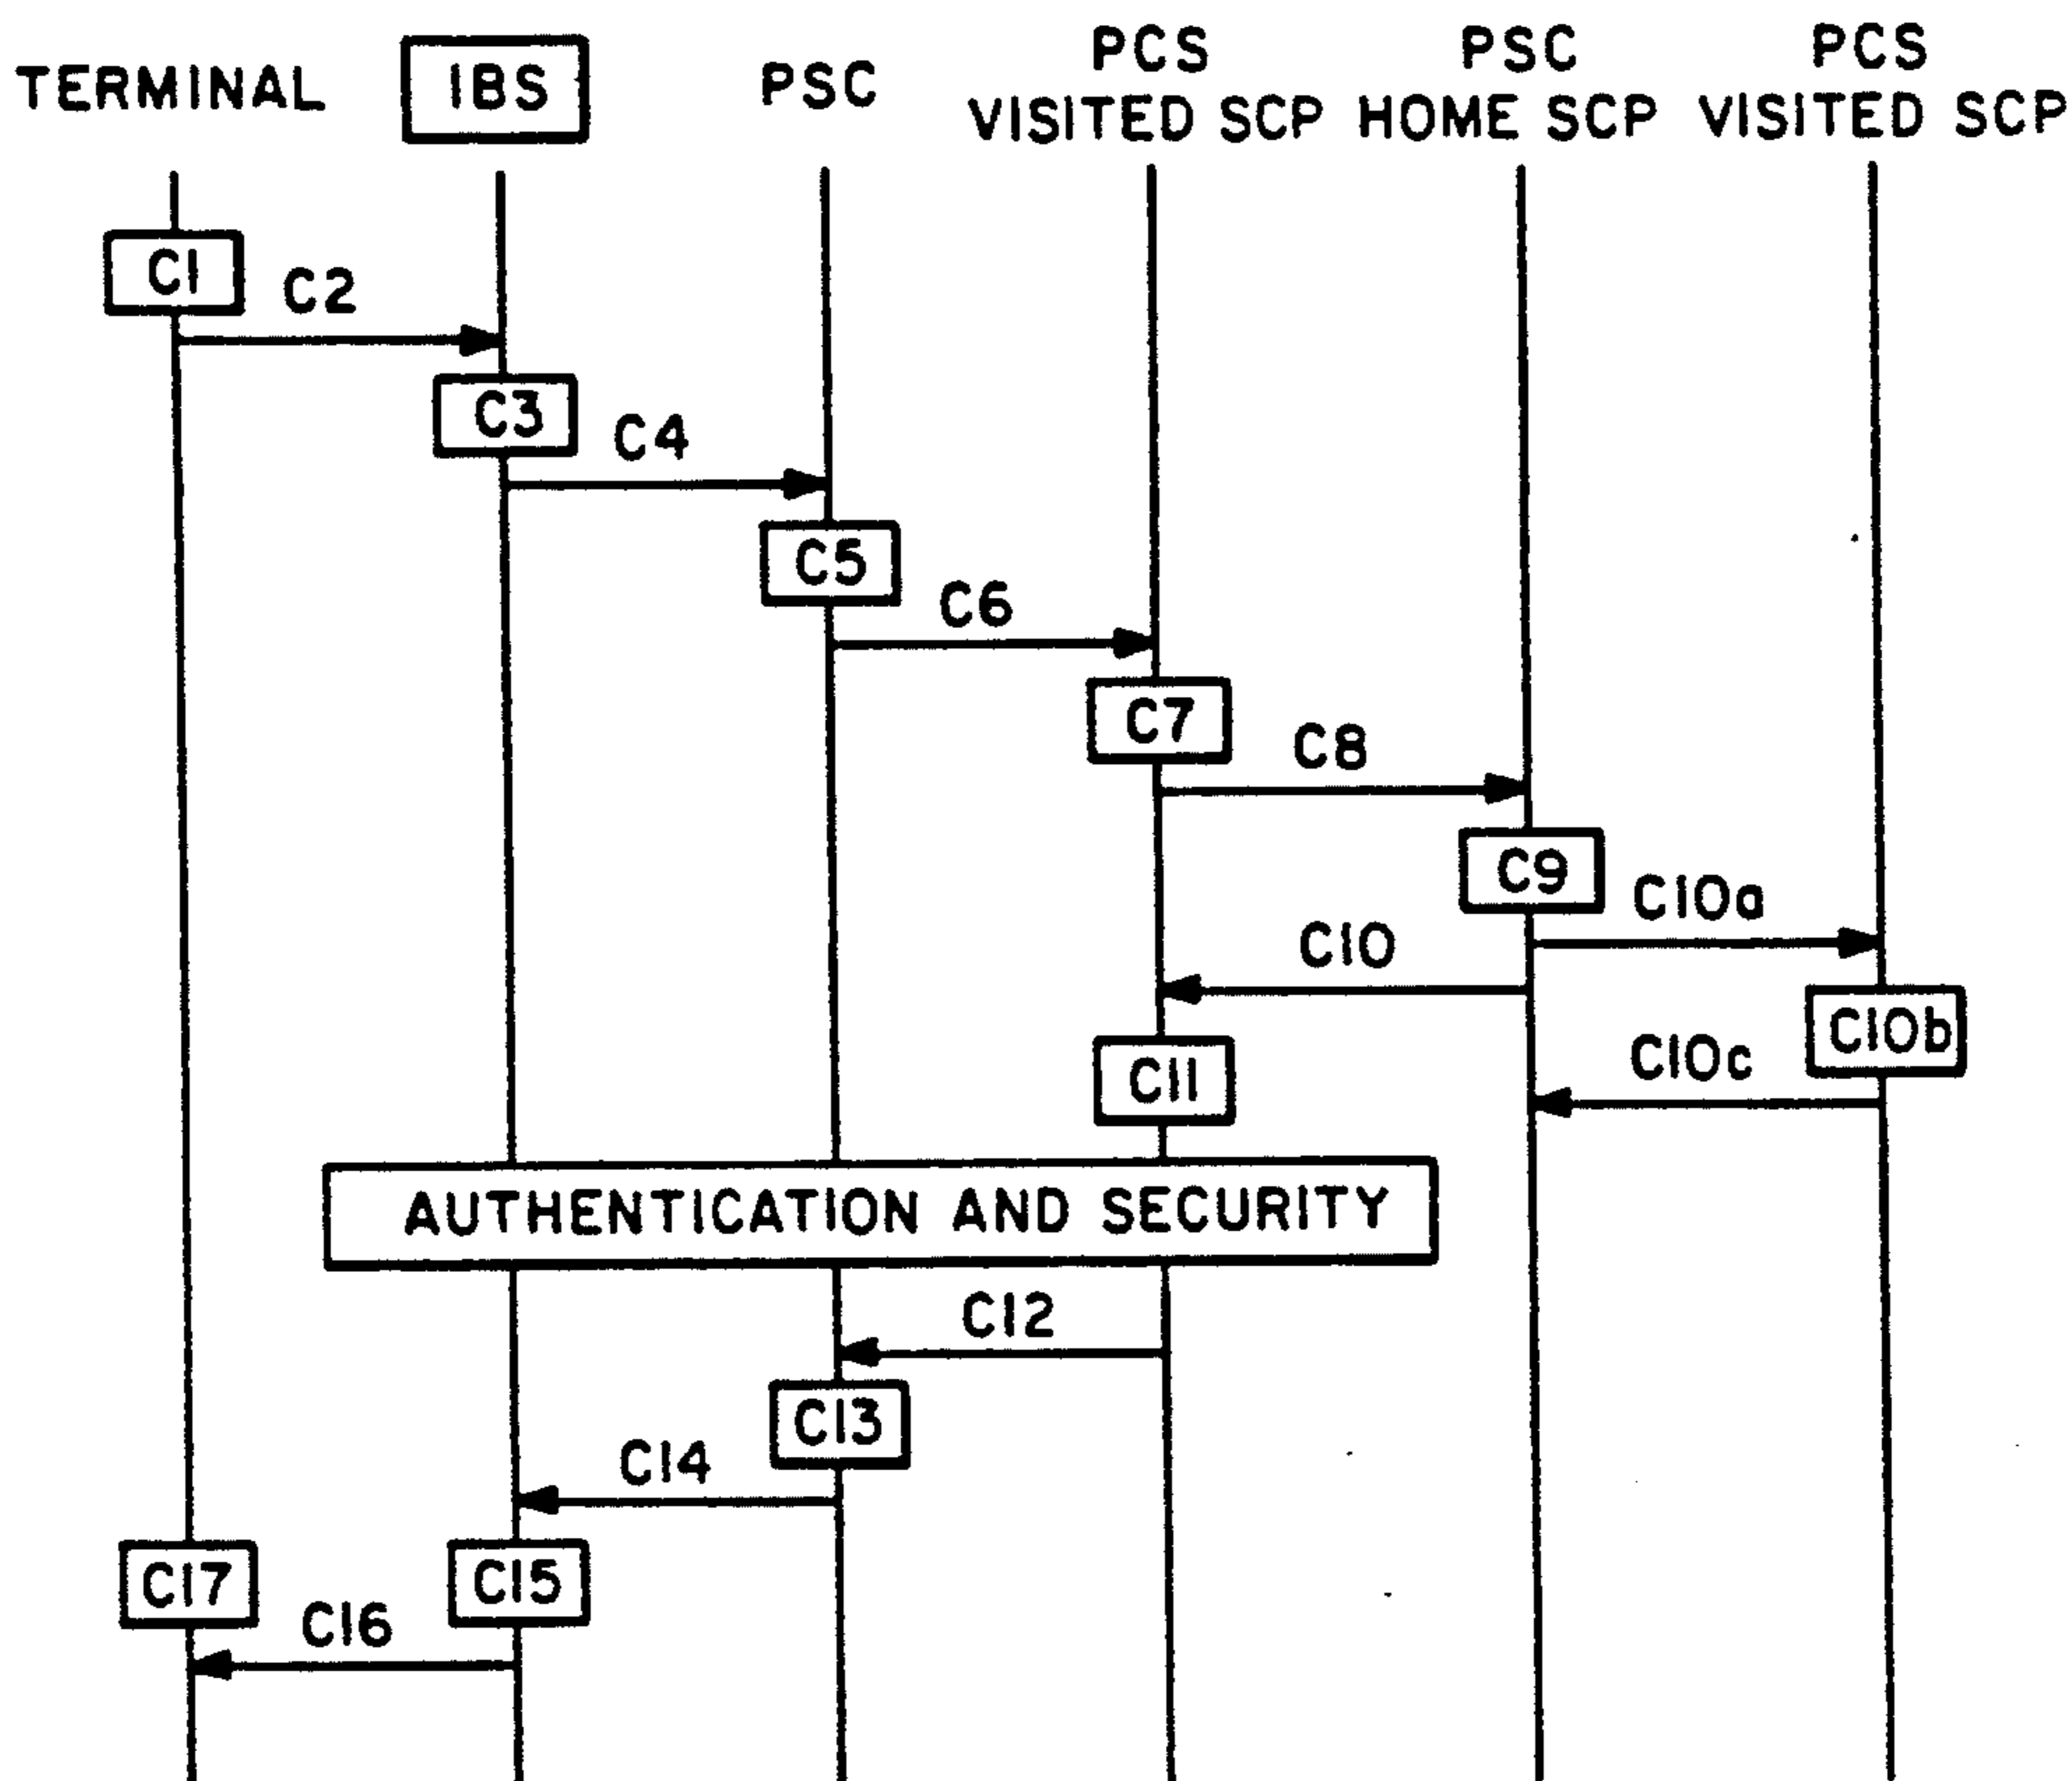 TERMINAL
IBS
PSC
PCS
VISITED SCP
PSC
HOME SCP
PCS
VISITED SCP
C1
C2
C3
C4
C5
C6
C7
C8
C9
C10a
C10
C10b
C10c
C11
AUTHENTICATION AND SECURITY
C12
C13
C14
C17
C15
C16